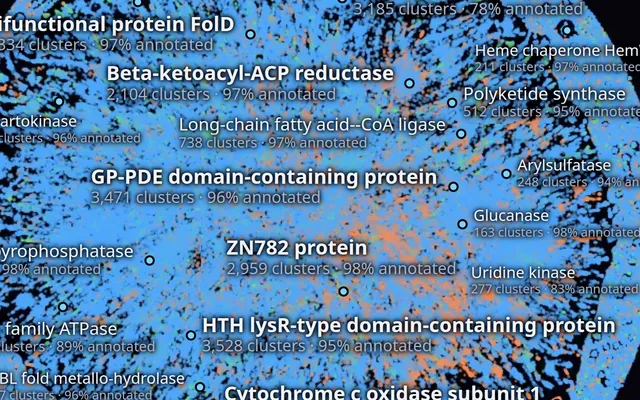 3,185 clusters · 78% annotated
ifunctional protein FolD
834 clusters · 97% annotated
Heme chaperone Hem
211 clusters · 97% annotated
Beta-ketoacyl-ACP reductase
2,104 clusters · 97% annotated
Polyketide synthase
512 clusters · 95% annotate
artokinase
clusters · 96% annotated
Long-chain fatty acid--CoA ligase
738 clusters · 97% annotated
Arylsulfatase
248 clusters · 94% an
GP-PDE domain-containing protein
3,471 clusters · 96% annotated
Glucanase
163 clusters · 98% annotated
ZN782 protein
2,959 clusters · 98% annotated
yrophosphatase
98% annotated
Uridine kinase
277 clusters · 83% annotated
family ATPase
clusters · 89% annotated
HTH lysR-type domain-containing protein
3,528 clusters · 95% annotated
BL fold metallo-hydrolase
7 clusters · 96% annotated
Cytochrome c oxidase subunit 1